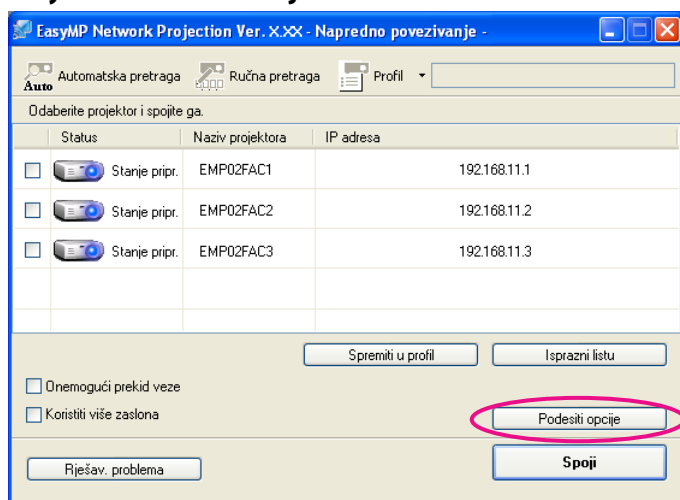 EasyMP Network Projection Ver. X.XX - Napredno povezivanje -
Auto Automatska pretraga Ručna pretraga Profil
Odaberite projektor i spojite ga.
Status Naziv projektora IP adresa
Stanje pripr. EMP02FAC1 192.168.11.1
Stanje pripr. EMP02FAC2 192.168.11.2
Stanje pripr. EMP02FAC3 192.168.11.3
Spremiti u profil Isprazni listu
Onemogući prekid veze
Koristiti više zaslona Podesiti opcije
Rješav. problema Spoji